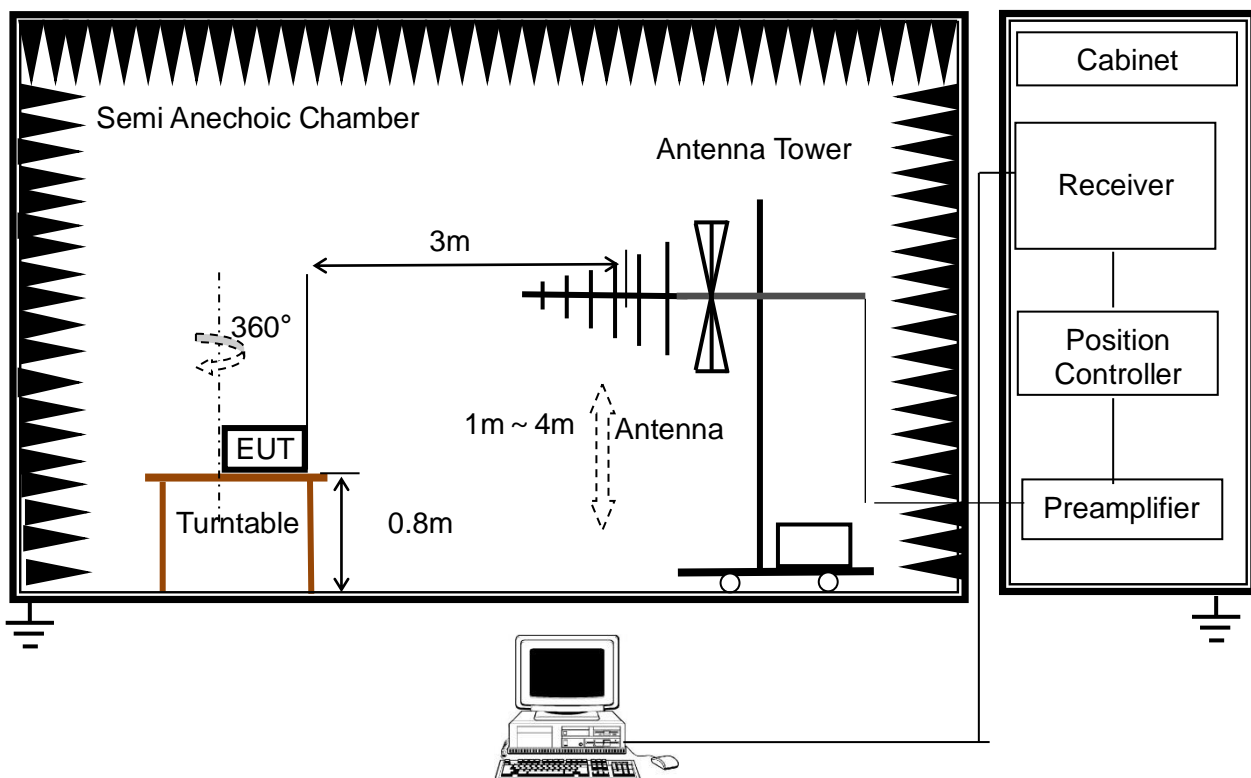 Semi Anechoic Chamber
Antenna Tower
3m
360°
1m ~ 4m
Antenna
EUT
Turntable
0.8m
Cabinet
Receiver
Position
Controller
Preamplifier